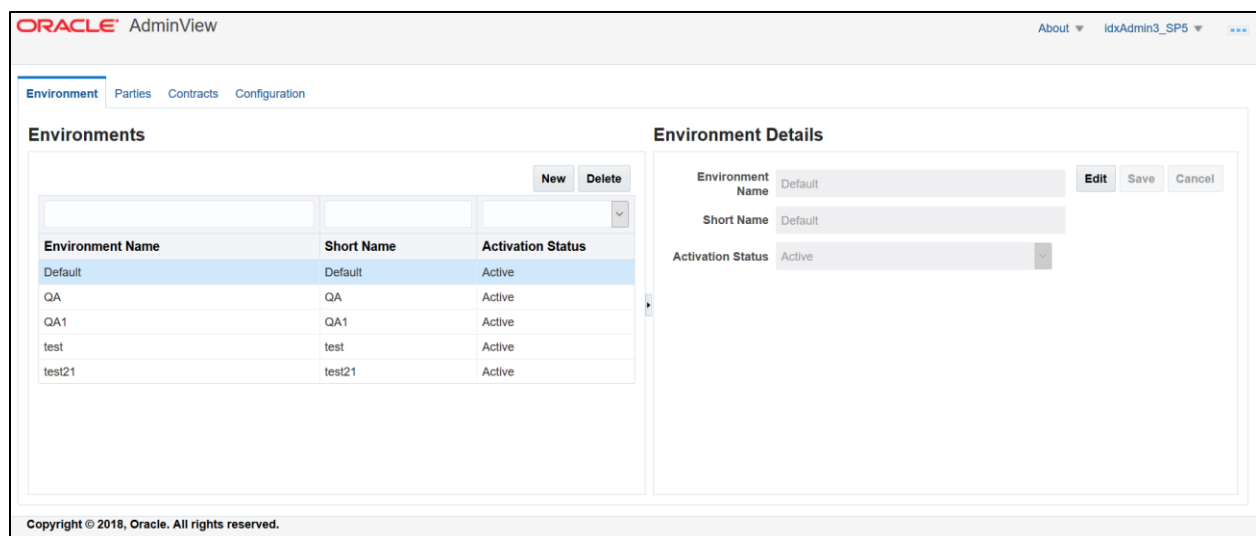 ORACLE® AdminView
About idxAdmin3_SP5
Environment Parties Contracts Configuration
Environments
New Delete
Environment Name Short Name Activation Status
Default Default Active
QA QA Active
QA1 QA1 Active
test test Active
test21 test21 Active
Environment Details
Environment
Name Default
Edit Save Cancel
Short Name Default
Activation Status Active
Copyright © 2018, Oracle. All rights reserved.